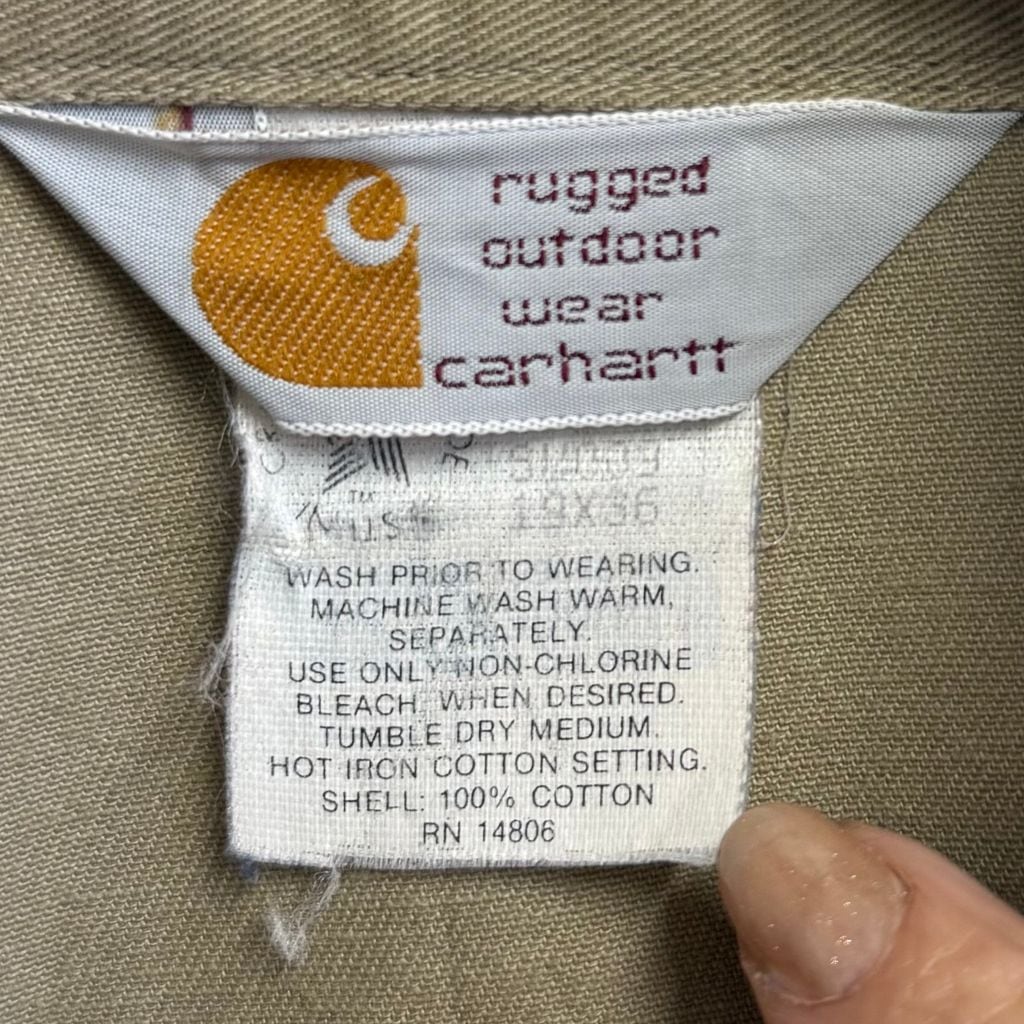 rugged
outdoor
wear
carhartt
WASH PRIOR TO WEARING.
MACHINE WASH WARM,
SEPARATELY.
USE ONLY NON-CHLORINE
BLEACH, WHEN DESIRED.
TUMBLE DRY MEDIUM.
HOT IRON COTTON SETTING.
SHELL: 100% COTTON
RN 14806